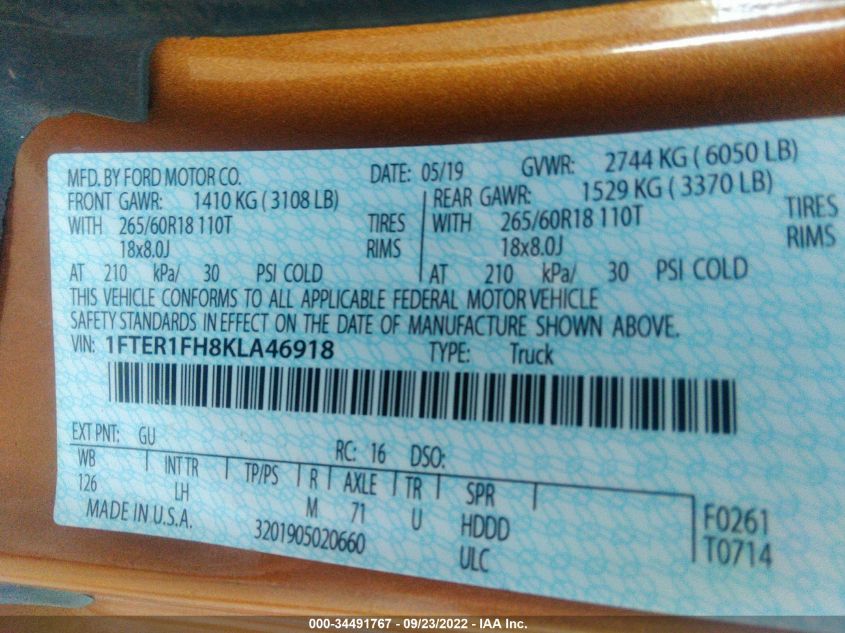 MFD. BY FORD MOTOR CO. DATE: 05/19 GVWR: 2744 KG ( 6050 LB)
FRONT GAWR: 1410 KG ( 3108 LB) REAR GAWR: 1529 KG ( 3370 LB)
WITH 265/60R18 110T TIRES WITH 265/60R18 110T TIRES
18x8.0J RIMS 18x8.0J RIMS
AT 210 kPa/ 30 PSI COLD AT 210 kPa/ 30 PSI COLD
THIS VEHICLE CONFORMS TO ALL APPLICABLE FEDERAL MOTOR VEHICLE
SAFETY STANDARDS IN EFFECT ON THE DATE OF MANUFACTURE SHOWN ABOVE.
VIN: 1FTER1FH8KLA46918 TYPE: Truck
EXT PNT: GU RC: 16 DSO:
WB INT TR TP/PS R AXLE TR SPR
126 LH M 71 U HDDD F0261
MADE IN U.S.A. 3201905020660 ULC T0714
000-34491767 - 09/23/2022 - IAA Inc.